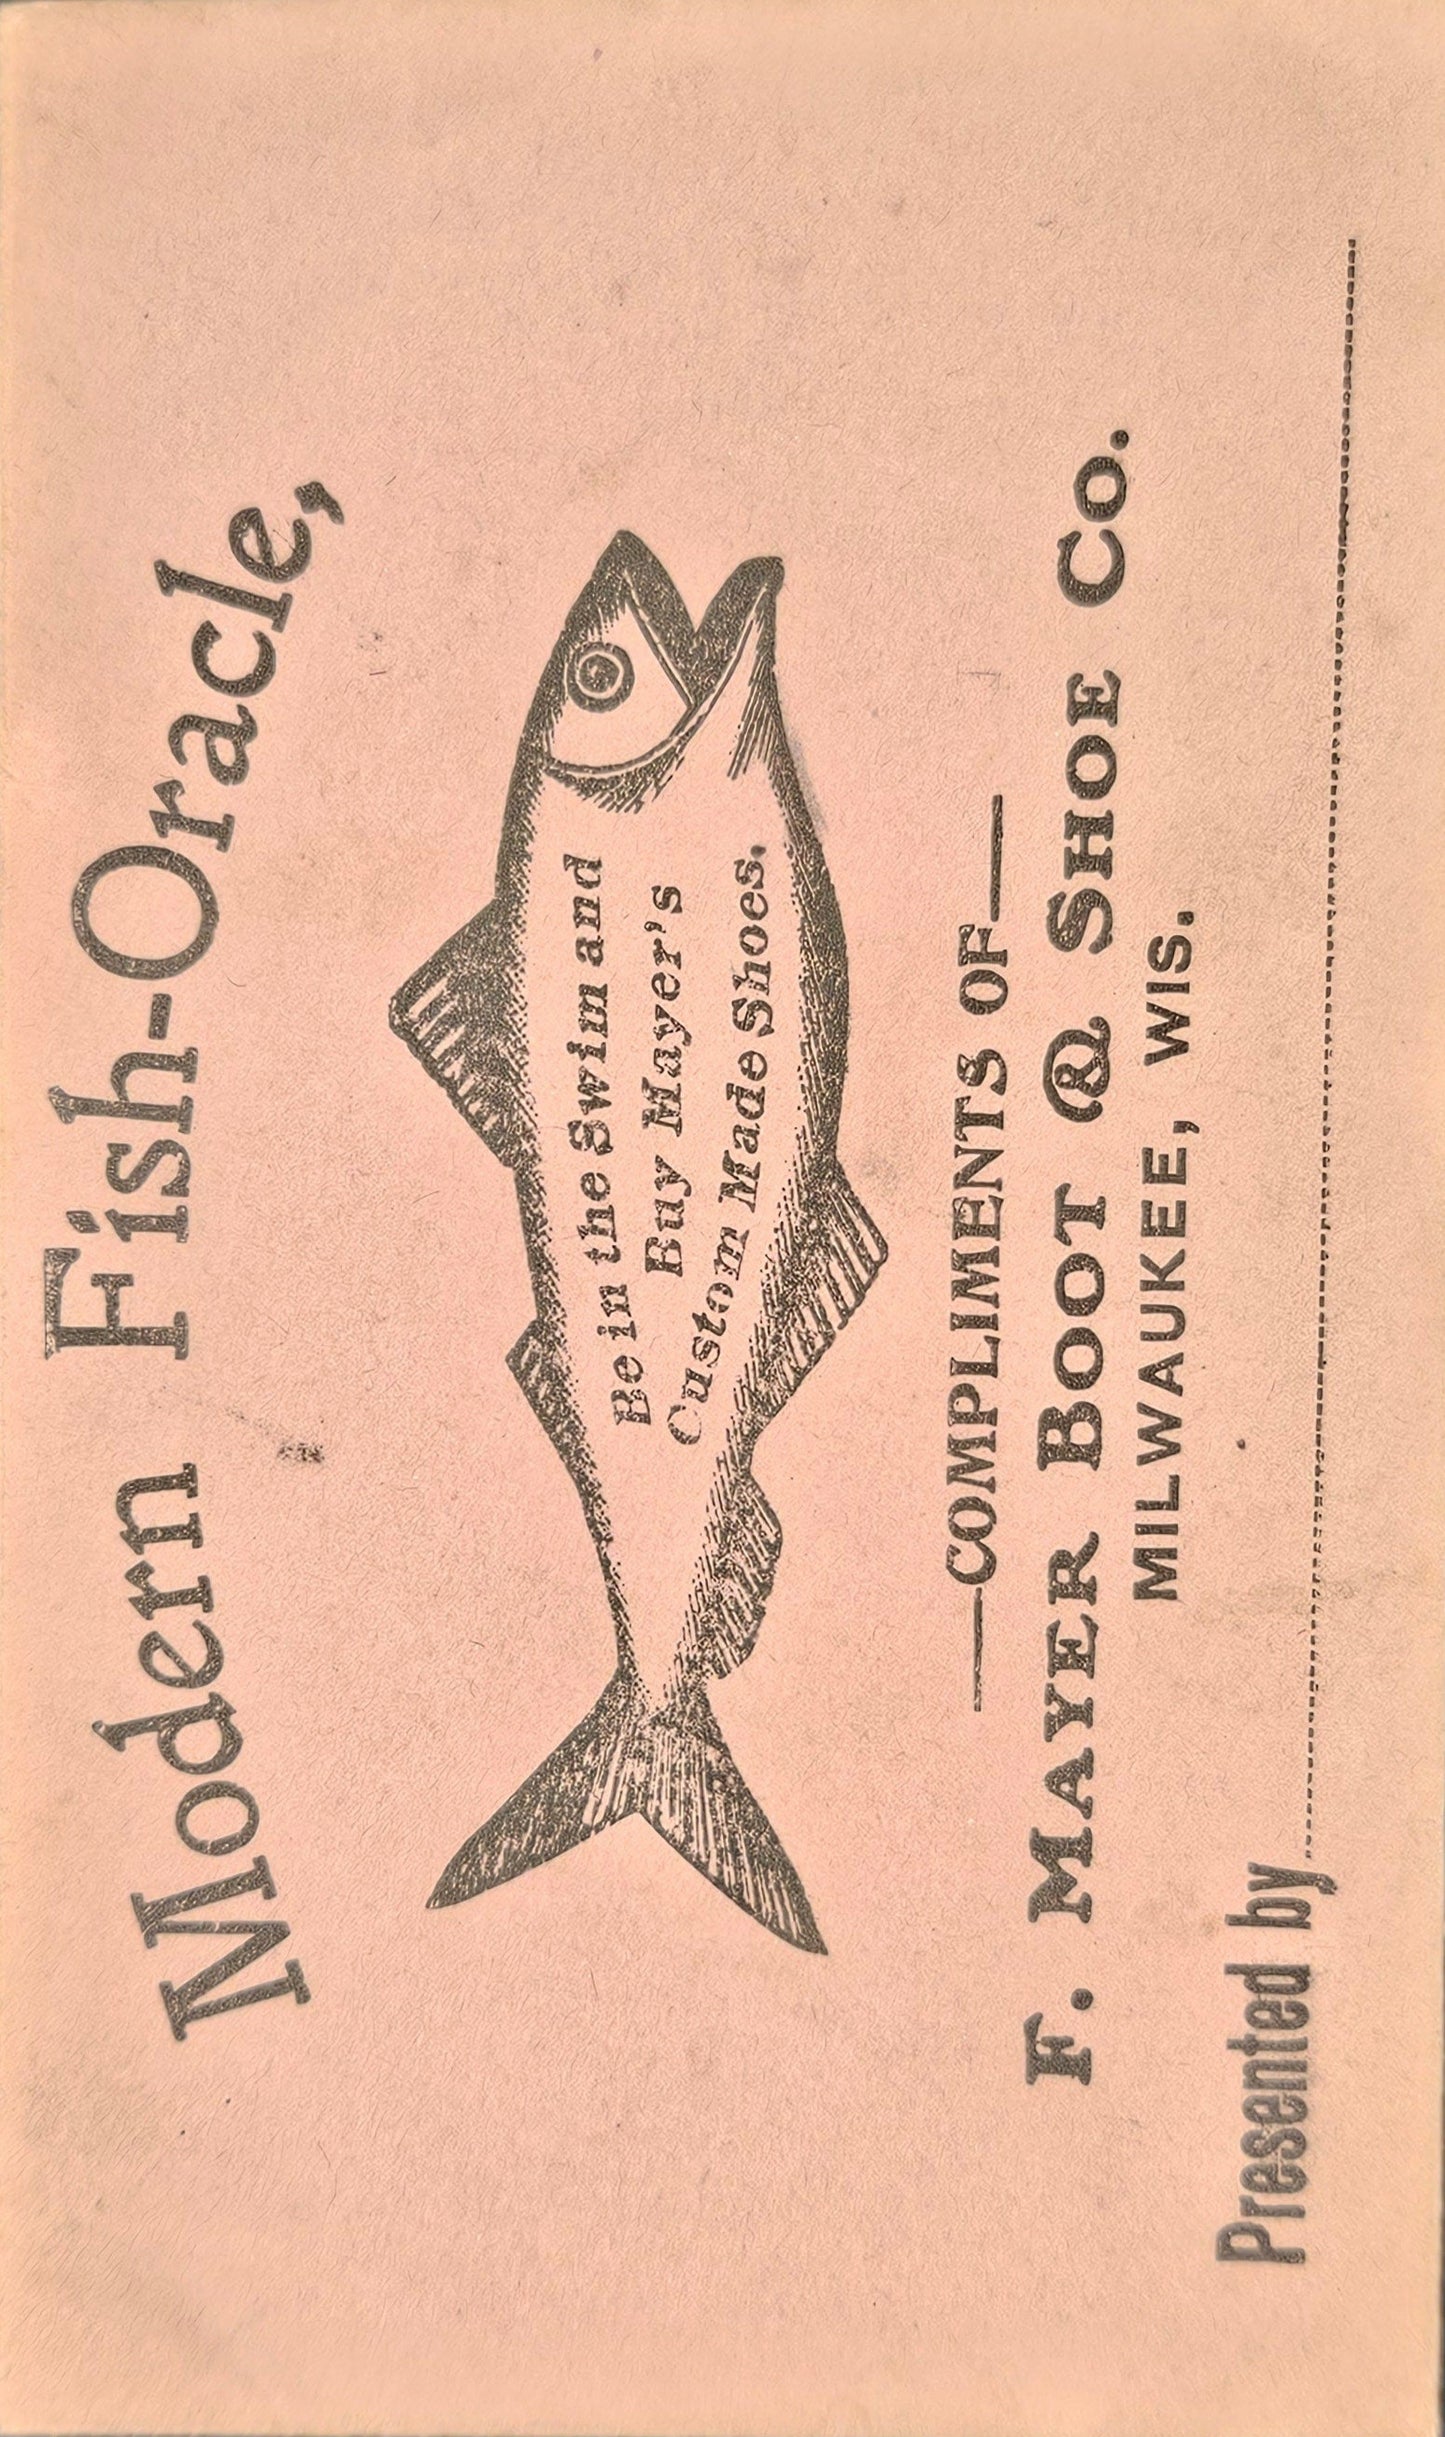 Modern Fish-Oracle,
Be in the Swim and
Buy Mayer's
Custom Made Shoes.
—COMPLIMENTS OF—
F. MAYER BOOT & SHOE CO.
MILWAUKEE, WIS.
Presented by